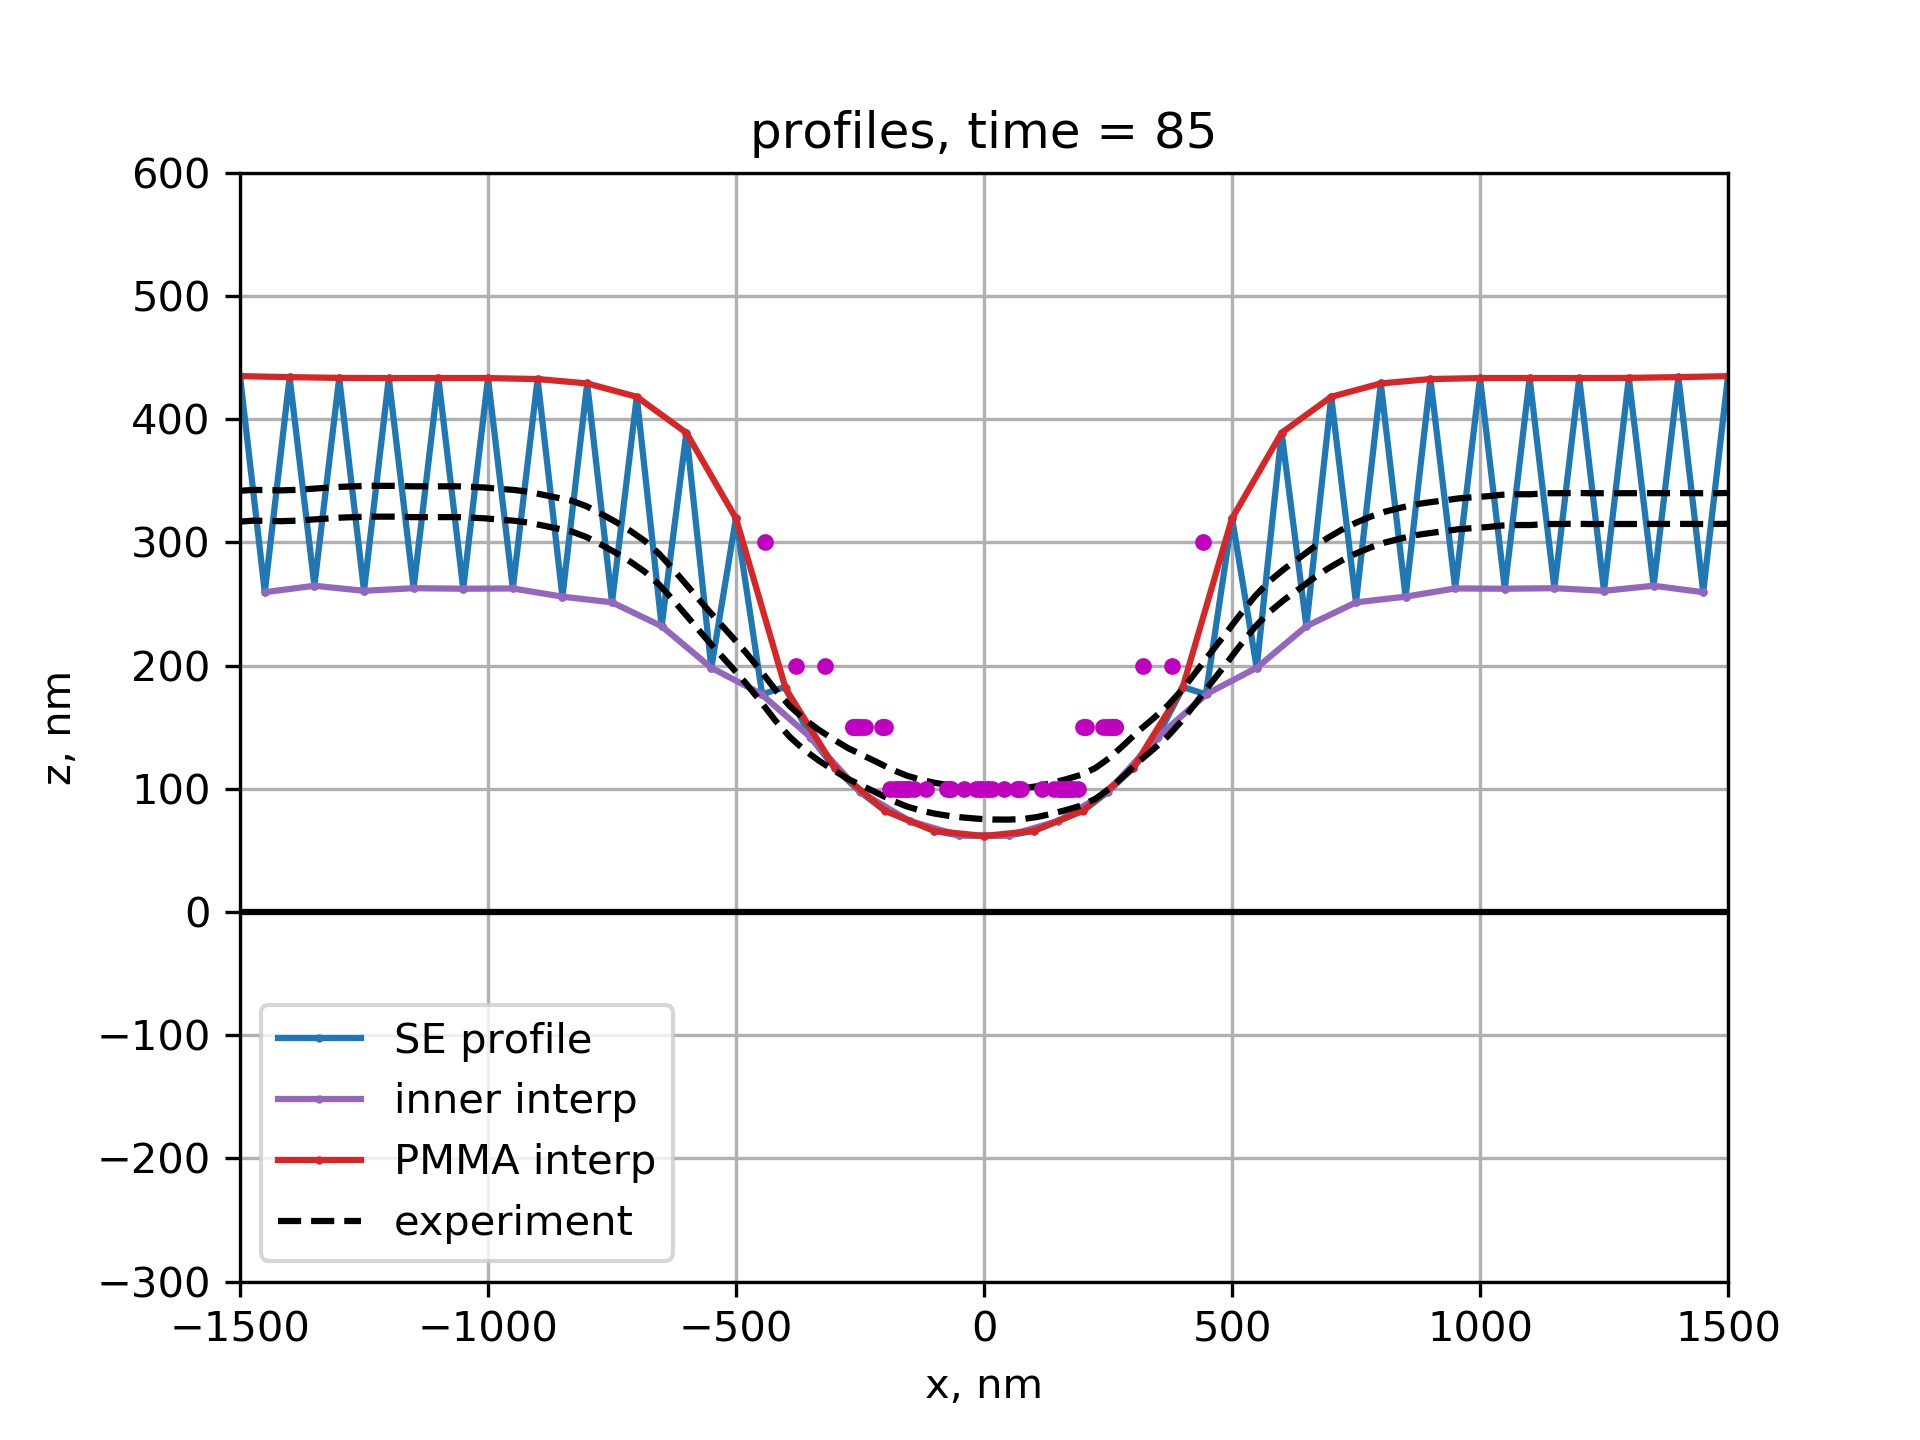 profiles, time = 85
600
500
400
300
200
100
0
−100
−200
−300
z, nm
−1500 −1000 −500 0 500 1000 1500
x, nm
SE profile
inner interp
PMMA interp
experiment